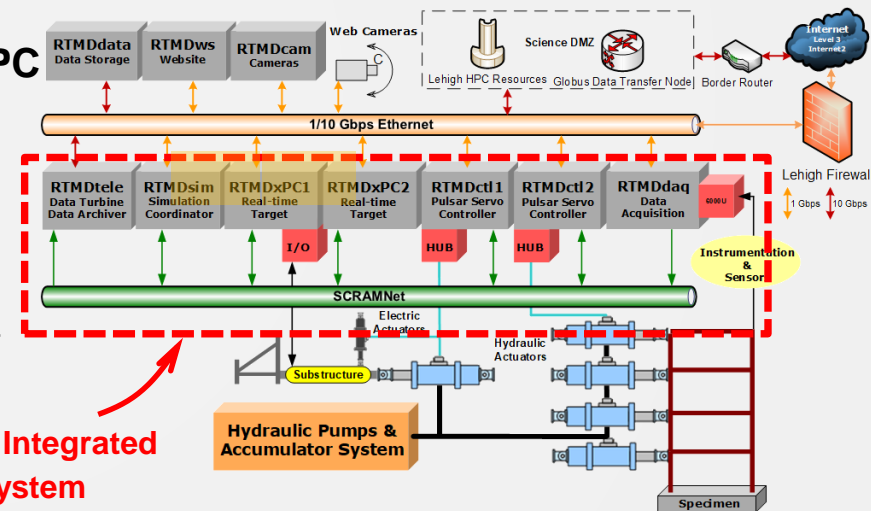 PC
RTMDdata
Data Storage
RTMDws
Website
RTMDcam
Cameras
Web Cameras
C
Science DMZ
Lehigh HPC Resources
Globus Data Transfer Node
Border Router
Internet
Level 3
Internet2
1/10 Gbps Ethernet
Lehigh Firewall
1 Gbps
10 Gbps
RTMDtele
Data Turbine
Data Archiver
RTMDsim
Simulation
Coordinator
RTMDxPC1
Real-time
Target
RTMDxPC2
Real-time
Target
RTMDctl1
Pulsar Servo
Controller
RTMDctl2
Pulsar Servo
Controller
RTMDdaq
Data
Acquisition
6000U
I/O
HUB
HUB
Instrumentation
&
Sensor
SCRAMNet
Electric
Actuators
Hydraulic
Actuators
Substructure
Hydraulic Pumps &
Accumulator System
Integrated
ystem
Specimen